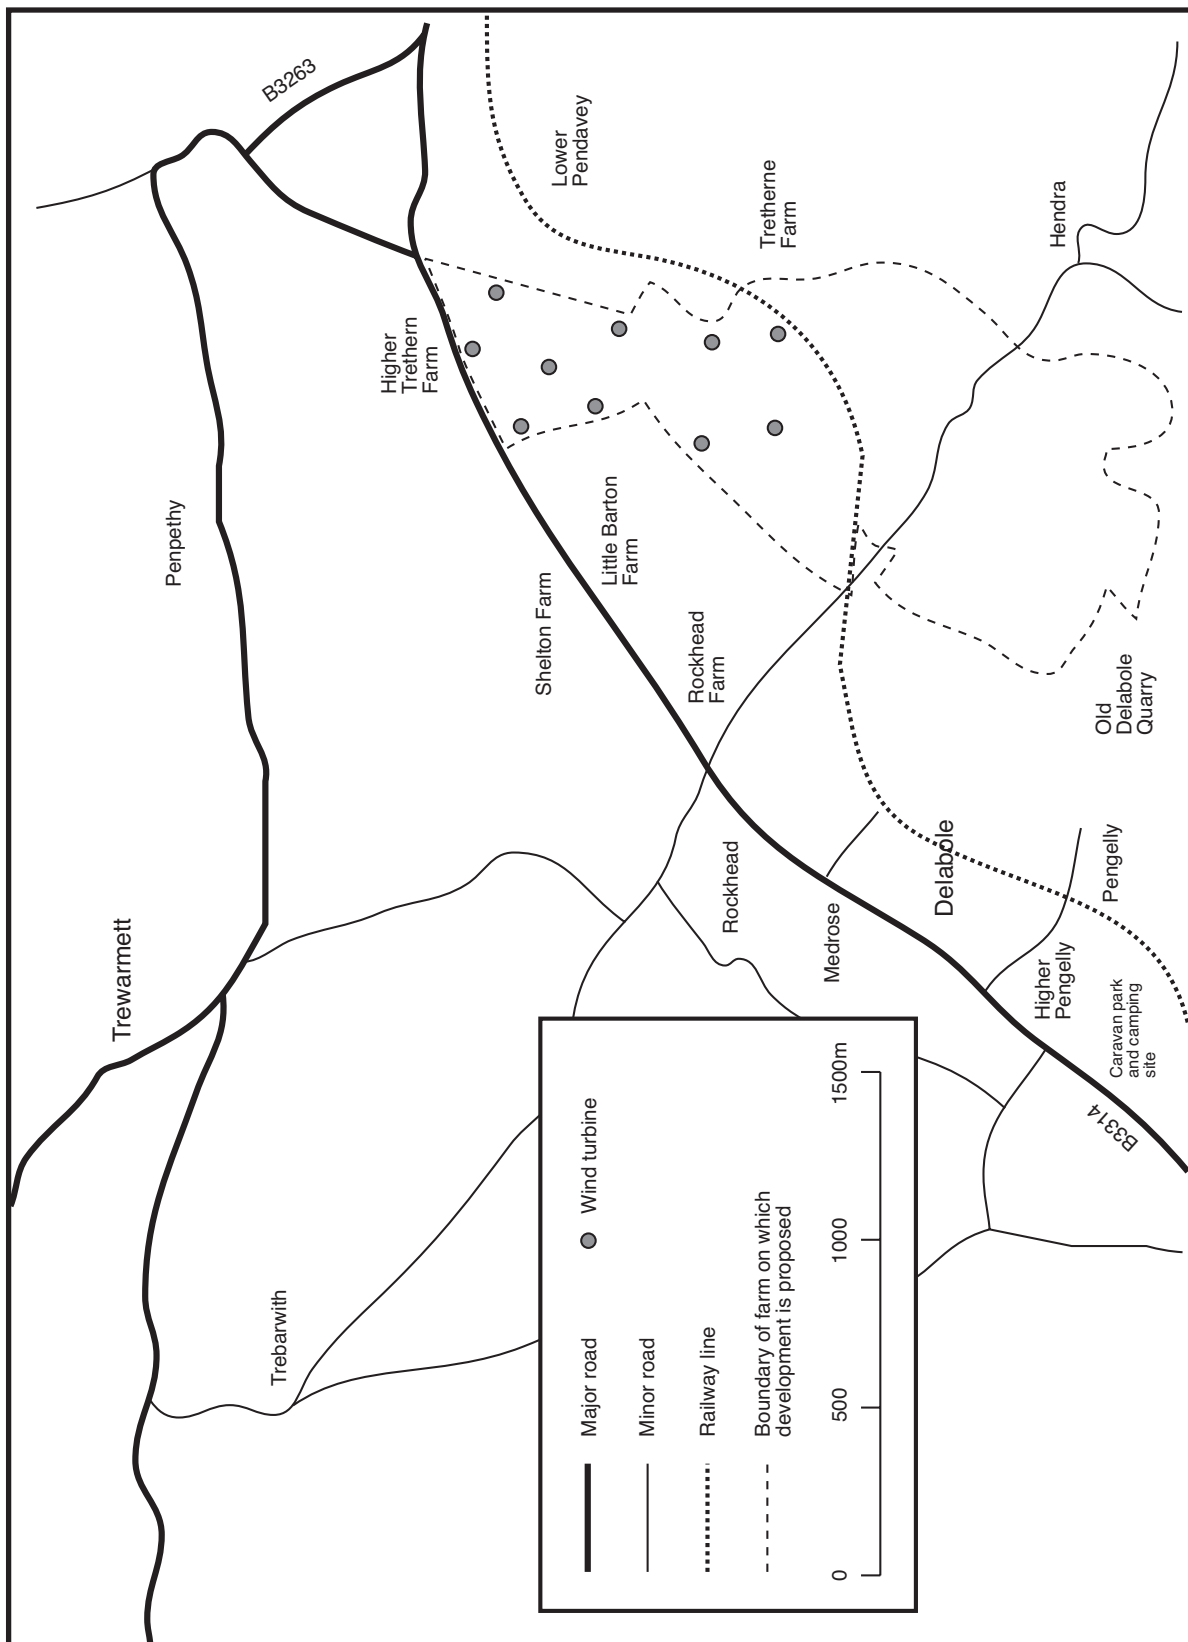 B3263
Lower
Pendavey
Tretherne
Farm
Hendra
Higher
Trethern
Farm
Penpethy
Little Barton
Farm
Shelton Farm
Rockhead
Farm
Old
Delabole
Quarry
Trewarmett
Rockhead
Medrose
Delabole
Pengelly
Higher
Pengelly
Caravan park
and camping
site
B3314
Trebarwith
Major road
Wind turbine
Minor road
Railway line
Boundary of farm on which
development is proposed
0
500
1000
1500m